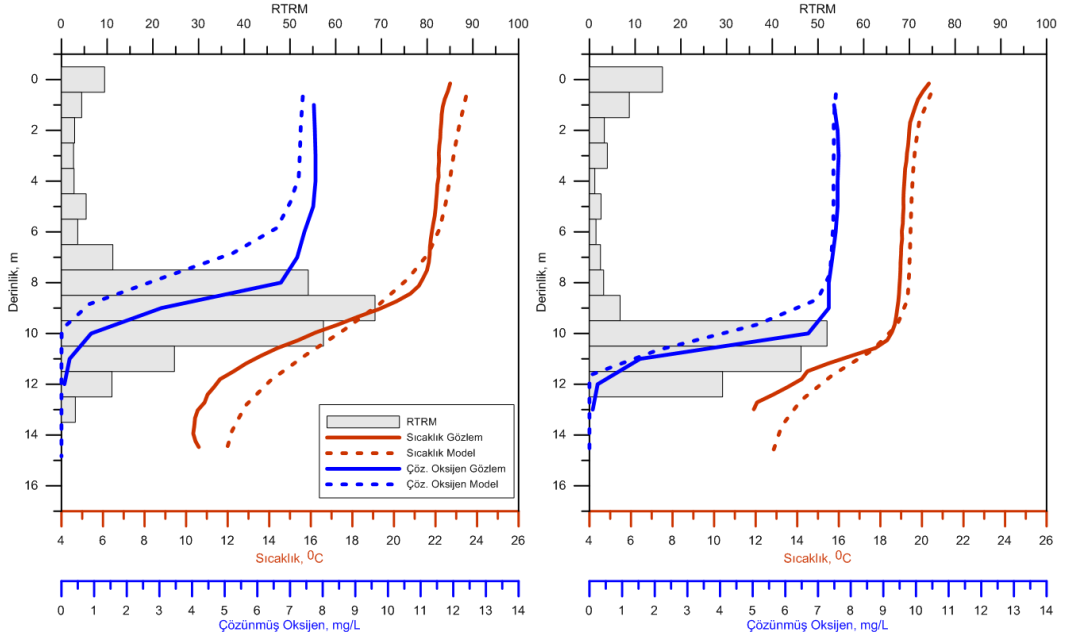 RTRM
0 10 20 30 40 50 60 70 80 90 100
0
2
4
6
8
10
12
14
16
Derinlik, m
RTRM
Sıcaklık Gözlem
Sıcaklık Model
Çöz. Oksijen Gözlem
Çöz. Oksijen Model
4 6 8 10 12 14 16 18 20 22 24 26
Sıcaklık, ⁰C
0 1 2 3 4 5 6 7 8 9 10 11 12 13 14
Çözünmüş Oksijen, mg/L
RTRM
0 10 20 30 40 50 60 70 80 90 100
0
2
4
6
8
10
12
14
16
Derinlik, m
4 6 8 10 12 14 16 18 20 22 24 26
Sıcaklık, ⁰C
0 1 2 3 4 5 6 7 8 9 10 11 12 13 14
Çözünmüş Oksijen, mg/L